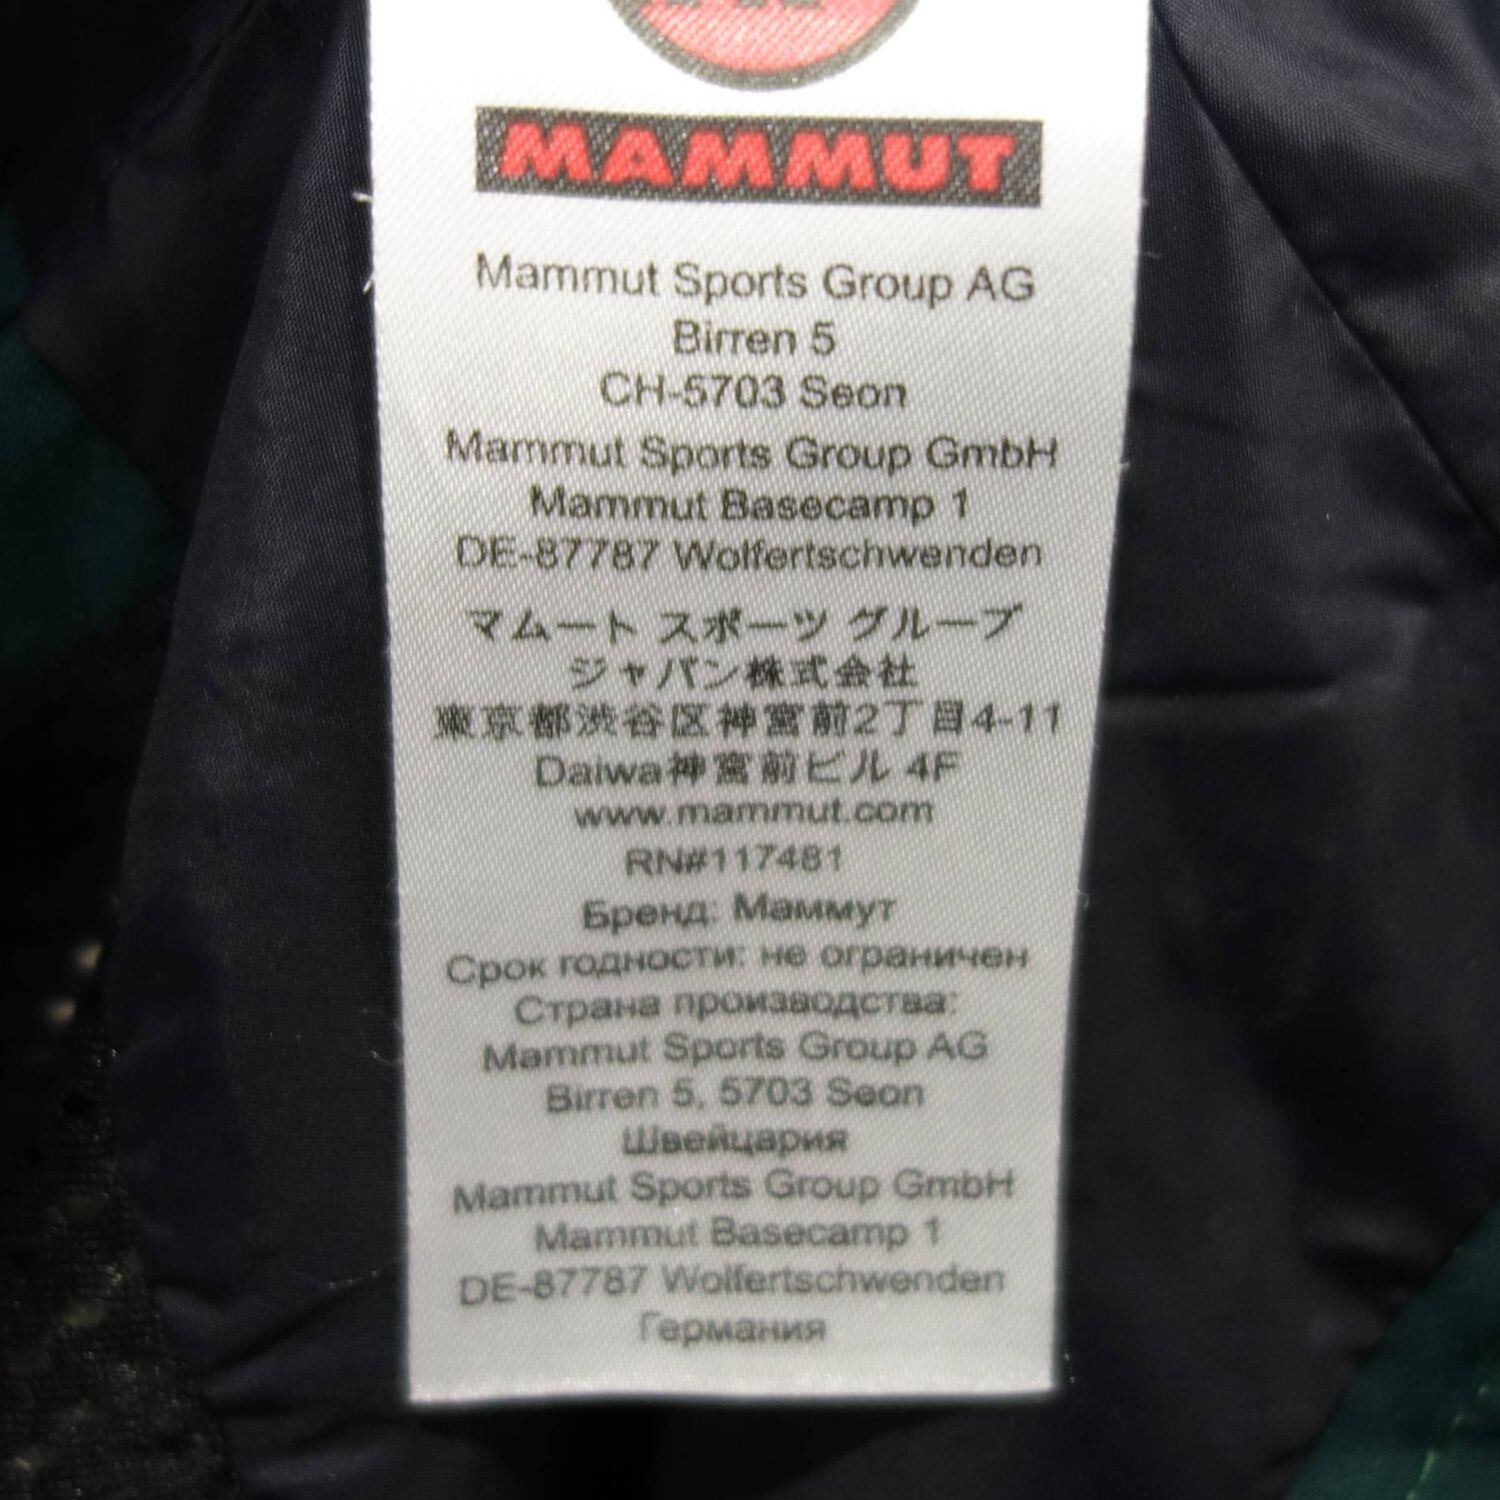 MAMMUT
Mammut Sports Group AG
Birren 5
CH-5703 Seon
Mammut Sports Group GmbH
Mammut Basecamp 1
DE-87787 Wolfertschwenden
マムート スポーツ グループ
ジャパン株式会社
東京都渋谷区神宮前2丁目4-11
Daiwa神宮前ビル 4F
www.mammut.com
RN#117481
Бренд: Маммут
Срок годности: не ограничен
Страна производства:
Mammut Sports Group AG
Birren 5, 5703 Seon
Швейцария
Mammut Sports Group GmbH
Mammut Basecamp 1
DE-87787 Wolfertschwenden
Германия